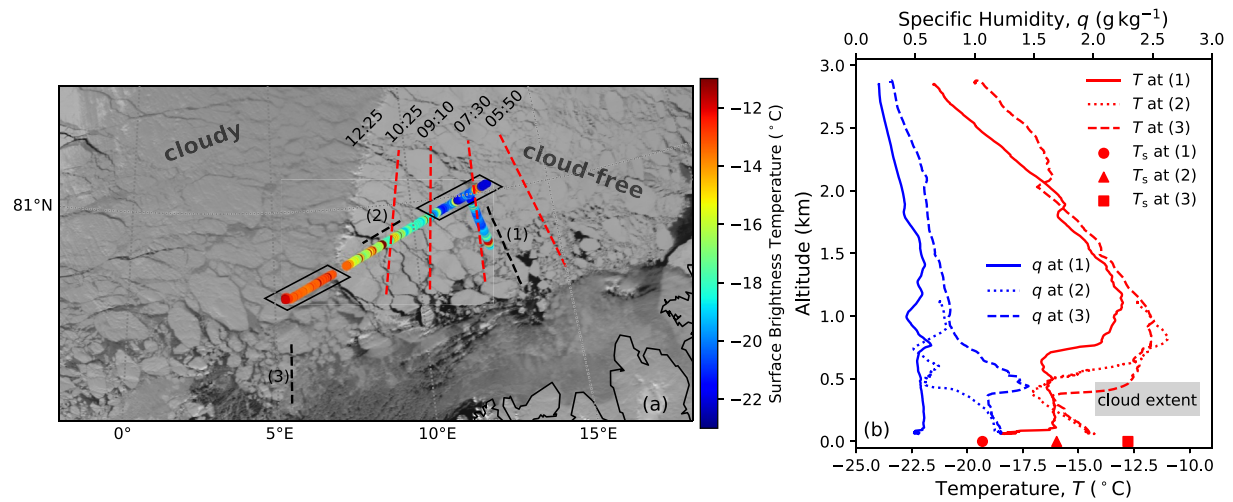 cloudy
cloud-free
12:25
10:25
09:10
07:30
05:50
(1)
(2)
(3)
(a)
81°N
0°
5°E
10°E
15°E
−12
−14
−16
−18
−20
−22
Surface Brightness Temperature (°C)
Specific Humidity, q (g kg⁻¹)
0.0 0.5 1.0 1.5 2.0 2.5 3.0
Altitude (km)
3.0
2.5
2.0
1.5
1.0
0.5
0.0
T at (1)
T at (2)
T at (3)
Tₛ at (1)
Tₛ at (2)
Tₛ at (3)
q at (1)
q at (2)
q at (3)
cloud extent
(b)
−25.0 −22.5 −20.0 −17.5 −15.0 −12.5 −10.0
Temperature, T (°C)